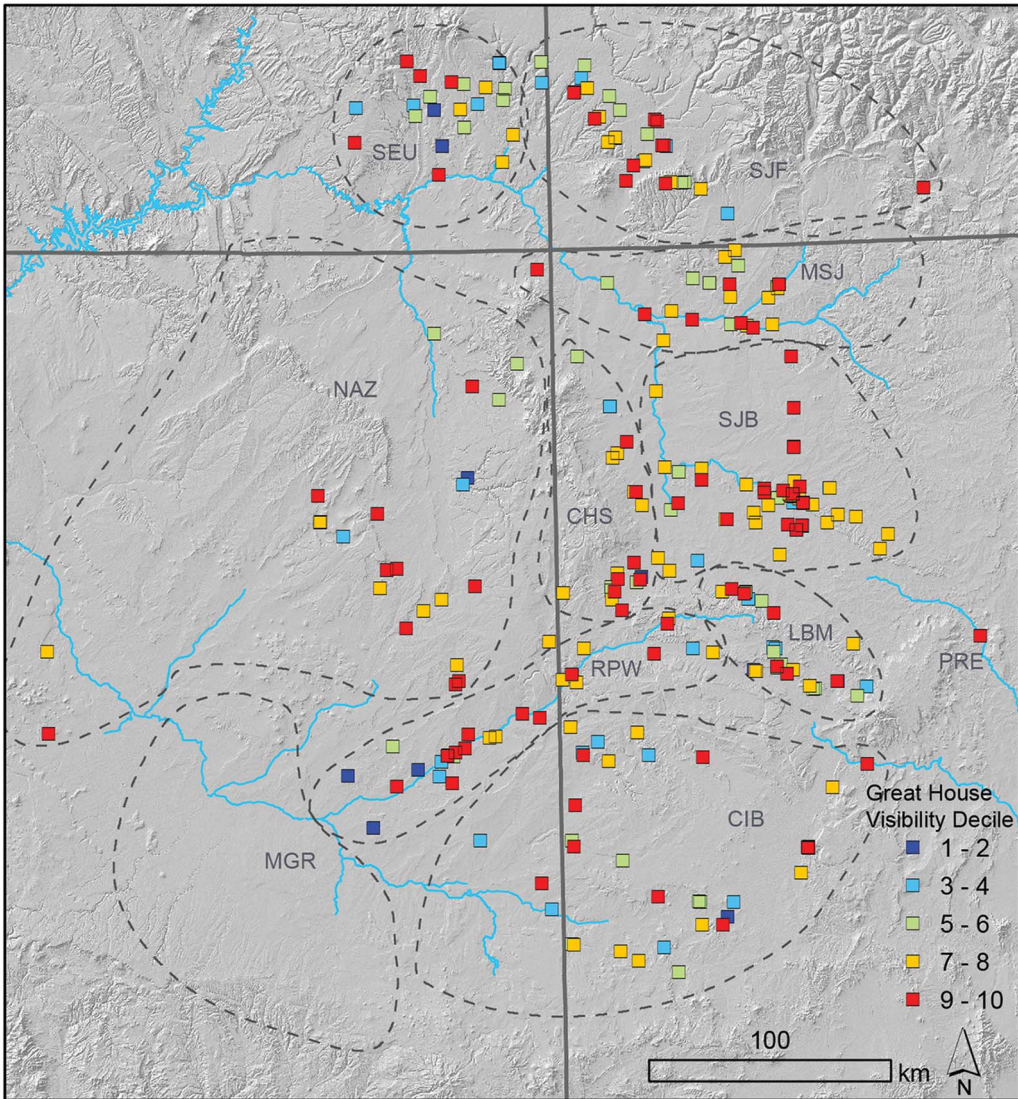 SEU
SJF
MSJ
NAZ
SJB
CHS
LBM
RPW
PRE
Great House
Visibility Decile
CIB
1 - 2
MGR
3 - 4
5 - 6
7 - 8
9 - 10
100
km
N